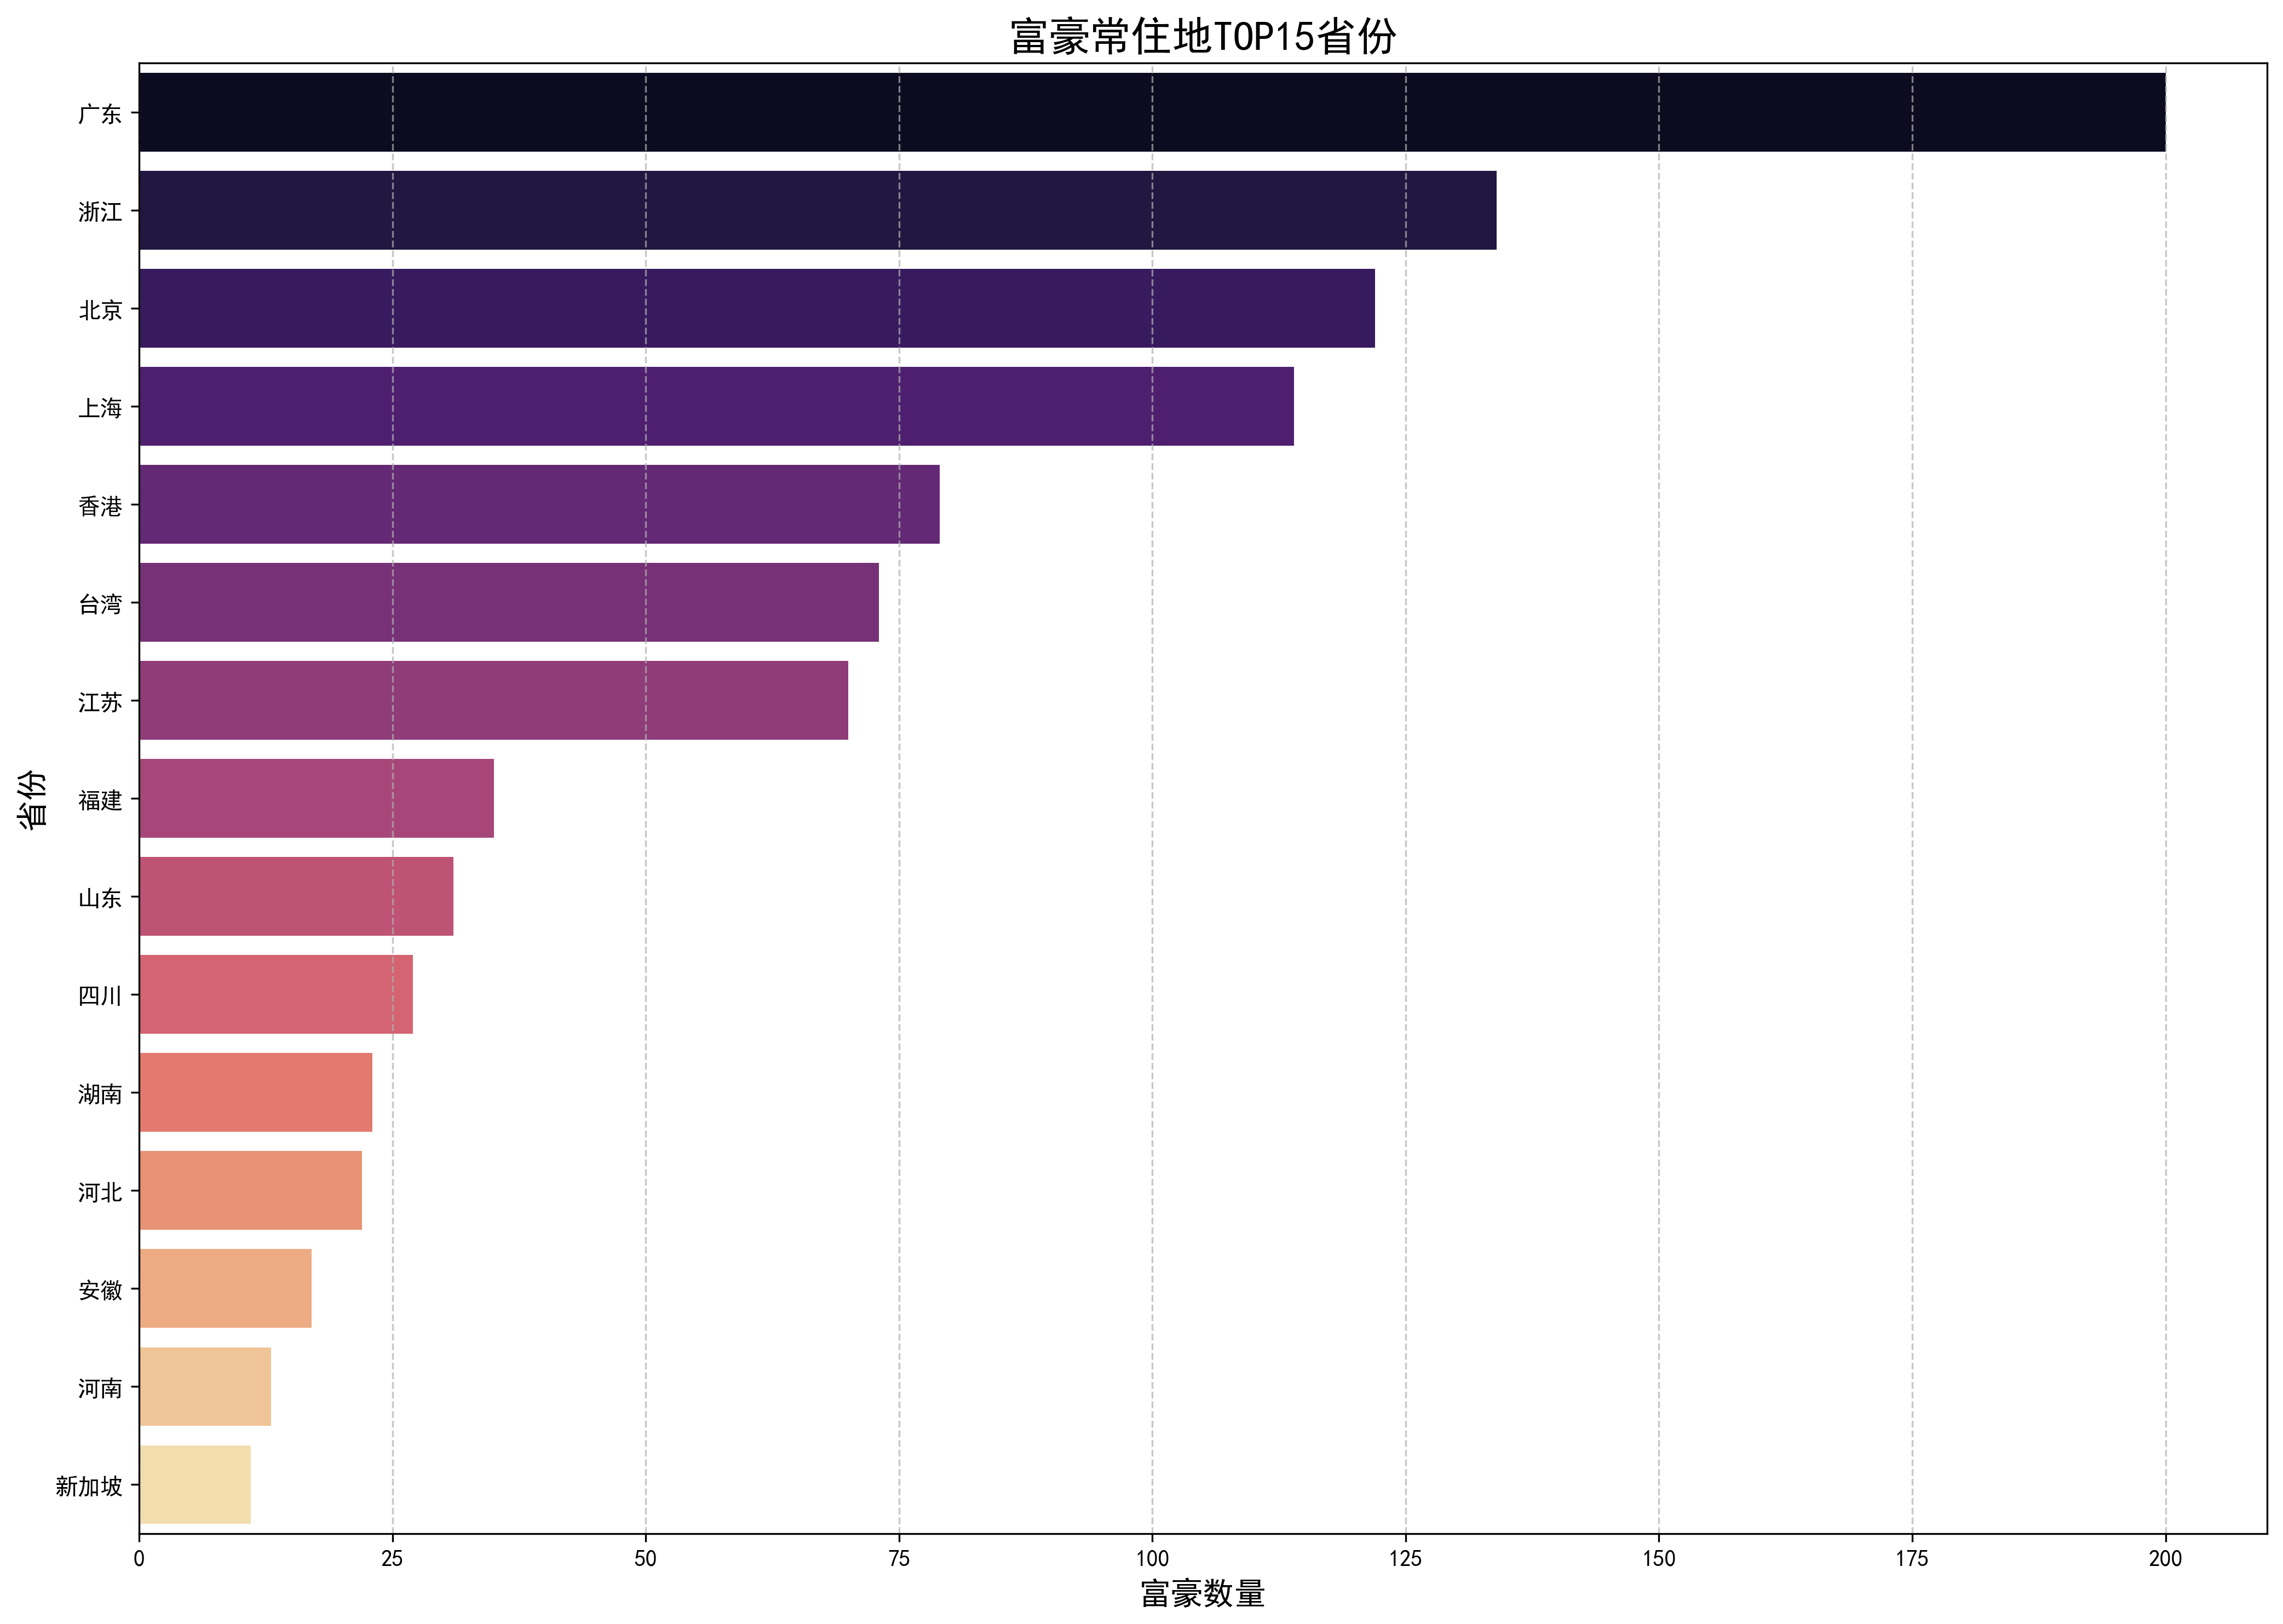 富豪常住地TOP15省份
省份
广东
浙江
北京
上海
香港
台湾
江苏
福建
山东
四川
湖南
河北
安徽
河南
新加坡
0 25 50 75 100 125 150 175 200
富豪数量